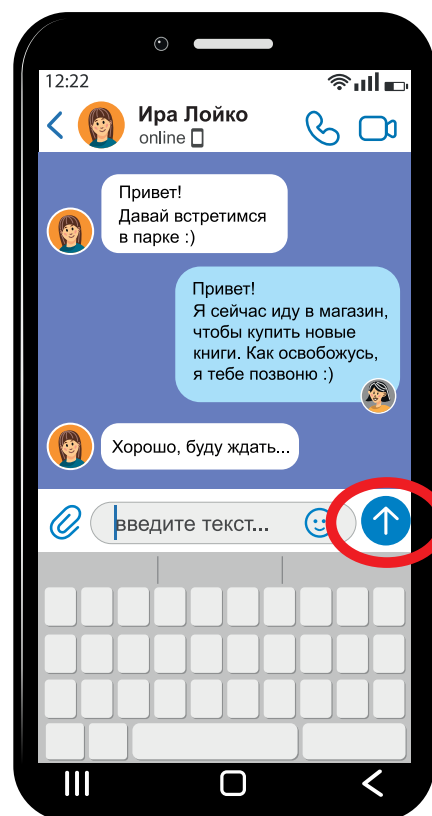 12:22
Ира Лойко
online
Привет!
Давай встретимся
в парке :)
Привет!
Я сейчас иду в магазин,
чтобы купить новые
книги. Как освобожусь,
я тебе позвоню :)
Хорошо, буду ждать...
введите текст...